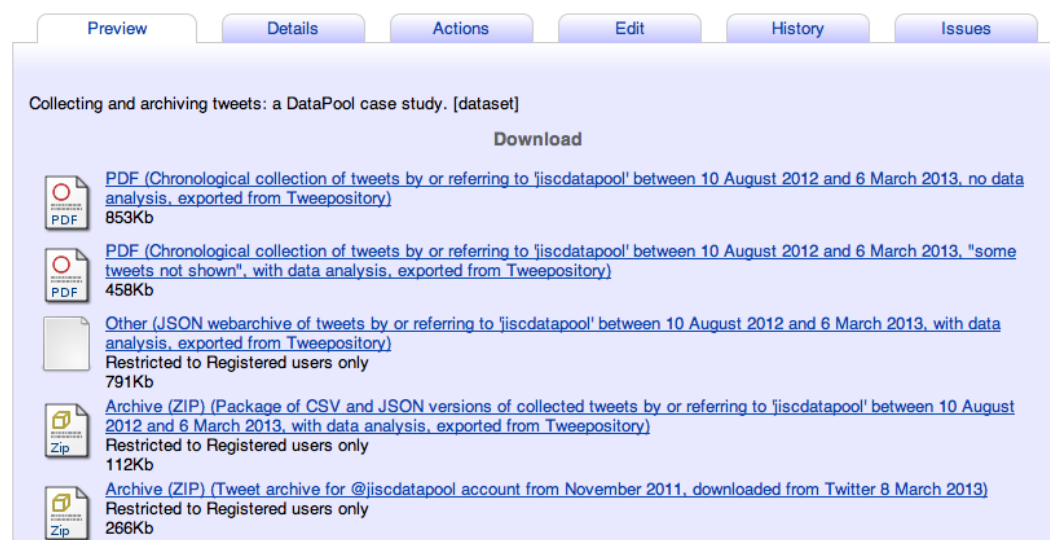 Preview Details Actions Edit History Issues
Collecting and archiving tweets: a DataPool case study. [dataset]
Download
PDF (Chronological collection of tweets by or referring to 'jiscdatapool' between 10 August 2012 and 6 March 2013, no data
analysis, exported from Tweepository)
PDF
853Kb
PDF (Chronological collection of tweets by or referring to 'jiscdatapool' between 10 August 2012 and 6 March 2013, "some
tweets not shown", with data analysis, exported from Tweepository)
PDF
458Kb
Other (JSON webarchive of tweets by or referring to 'jiscdatapool' between 10 August 2012 and 6 March 2013, with data
analysis, exported from Tweepository)
Restricted to Registered users only
791Kb
Archive (ZIP) (Package of CSV and JSON versions of collected tweets by or referring to 'jiscdatapool' between 10 August
2012 and 6 March 2013, with data analysis, exported from Tweepository)
Zip
Restricted to Registered users only
112Kb
Archive (ZIP) (Tweet archive for @jiscdatapool account from November 2011, downloaded from Twitter 8 March 2013)
Restricted to Registered users only
Zip
266Kb